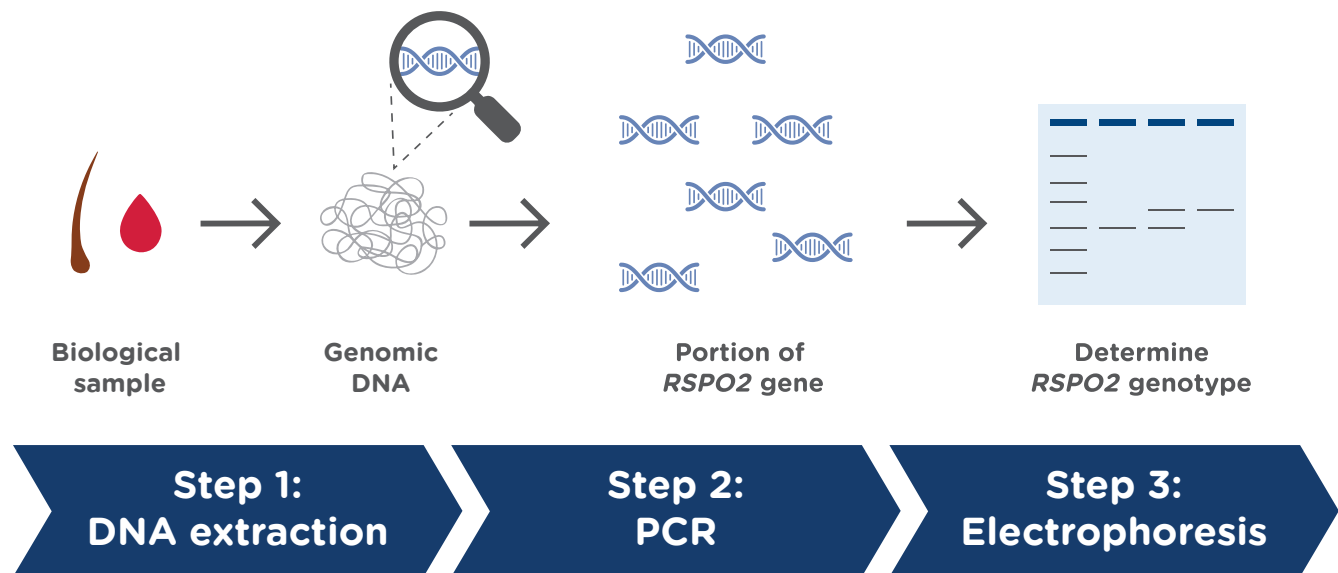 Biological
sample
Genomic
DNA
Portion of
RSPO2 gene
Determine
RSPO2 genotype
Step 1:
DNA extraction
Step 2:
PCR
Step 3:
Electrophoresis